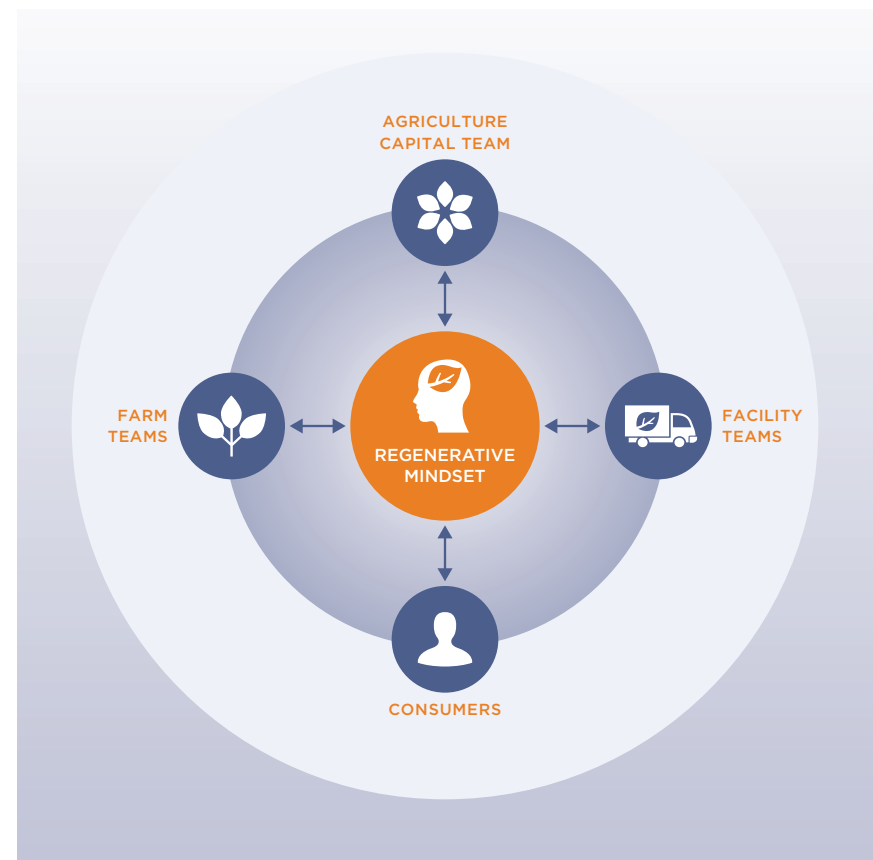 AGRICULTURE
CAPITAL TEAM
FARM
TEAMS
REGENERATIVE
MINDSET
FACILITY
TEAMS
CONSUMERS